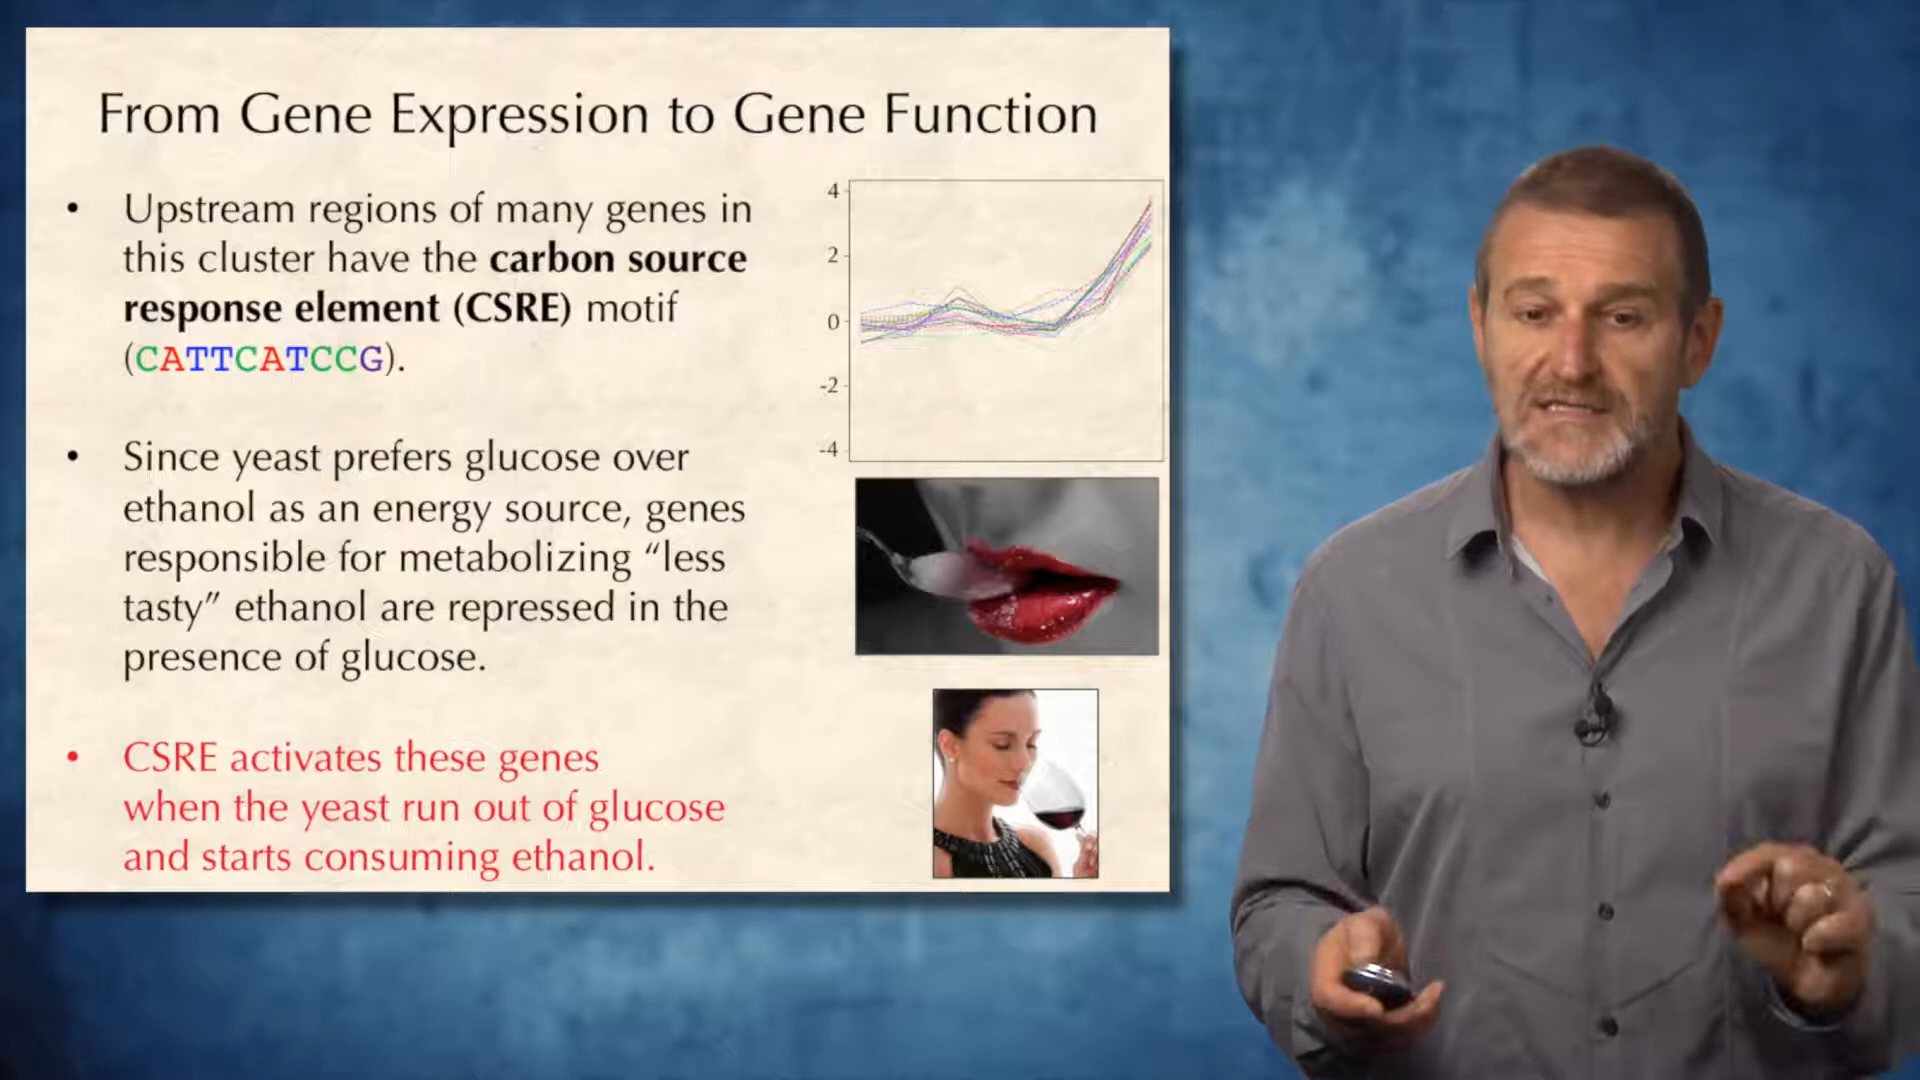 From Gene Expression to Gene Function
• Upstream regions of many genes in
this cluster have the carbon source
response element (CSRE) motif
(CATTCATCCG).
• Since yeast prefers glucose over
ethanol as an energy source, genes
responsible for metabolizing “less
tasty” ethanol are repressed in the
presence of glucose.
• CSRE activates these genes
when the yeast run out of glucose
and starts consuming ethanol.
4
2
0
-2
-4